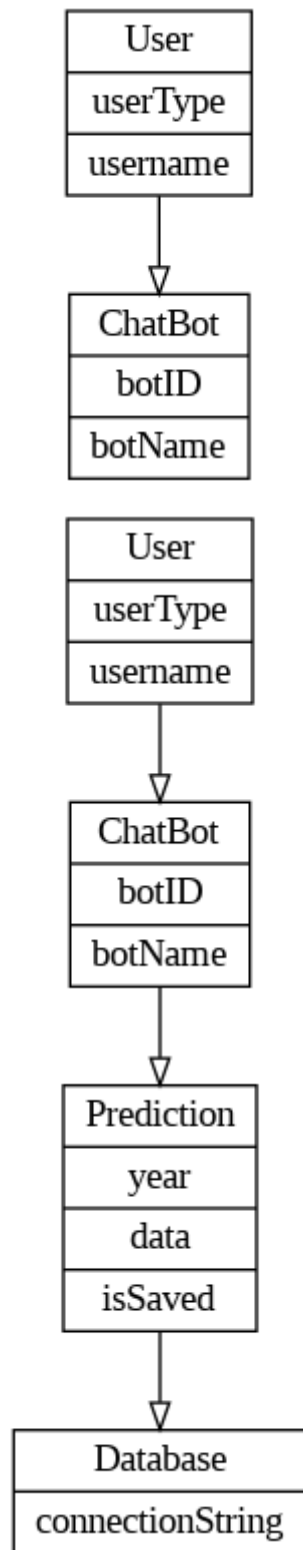 User
userType
username
ChatBot
botID
botName
User
userType
username
ChatBot
botID
botName
Prediction
year
data
isSaved
Database
connectionString